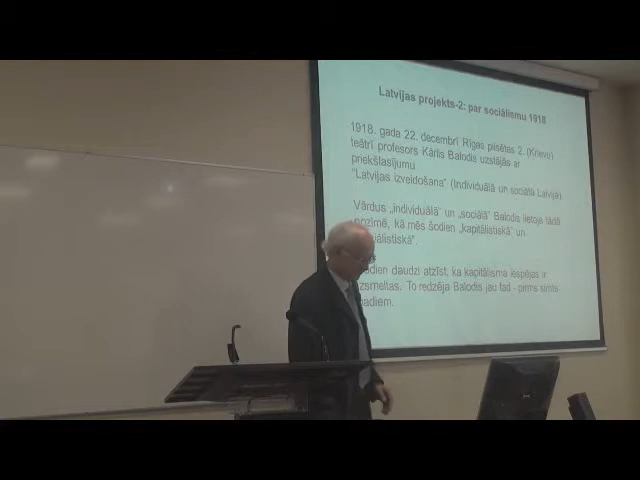 Latvijas projekts-2: par sociālismu 1918
1918. gada 22. decembrī Rīgas pilsētas 2. (Krievu)
teātrī profesors Kārlis Balodis uzstājās ar
priekšlasījumu
"Latvijas izveidošana" (Individuālā un sociālā Latvija)
Vārdus „individuālā" un „sociālā" Balodis lietoja tādā
nozīmē, kā mēs šodien „kapitālistiskā" un
daudzi atzīst, ka kapitālisma iespējas ir
To redzēja Balodis jau tad - pirms simts